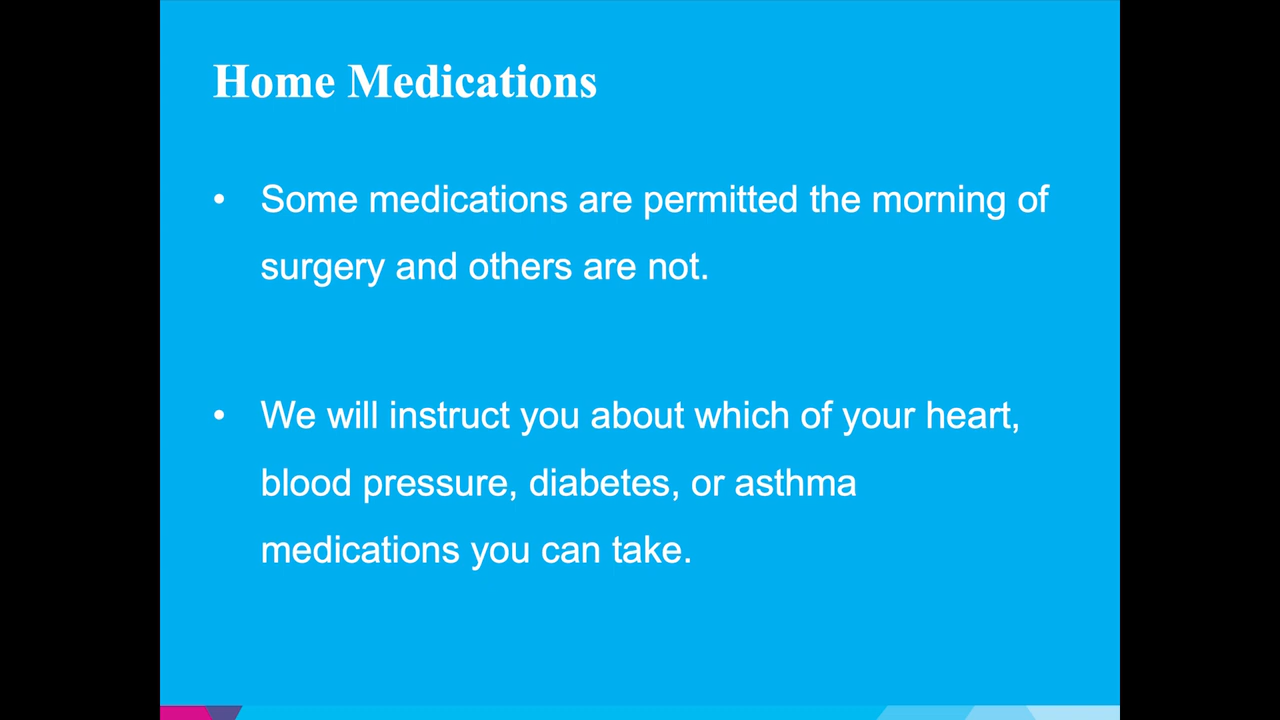 Home Medications
• Some medications are permitted the morning of
surgery and others are not.
• We will instruct you about which of your heart,
blood pressure, diabetes, or asthma
medications you can take.